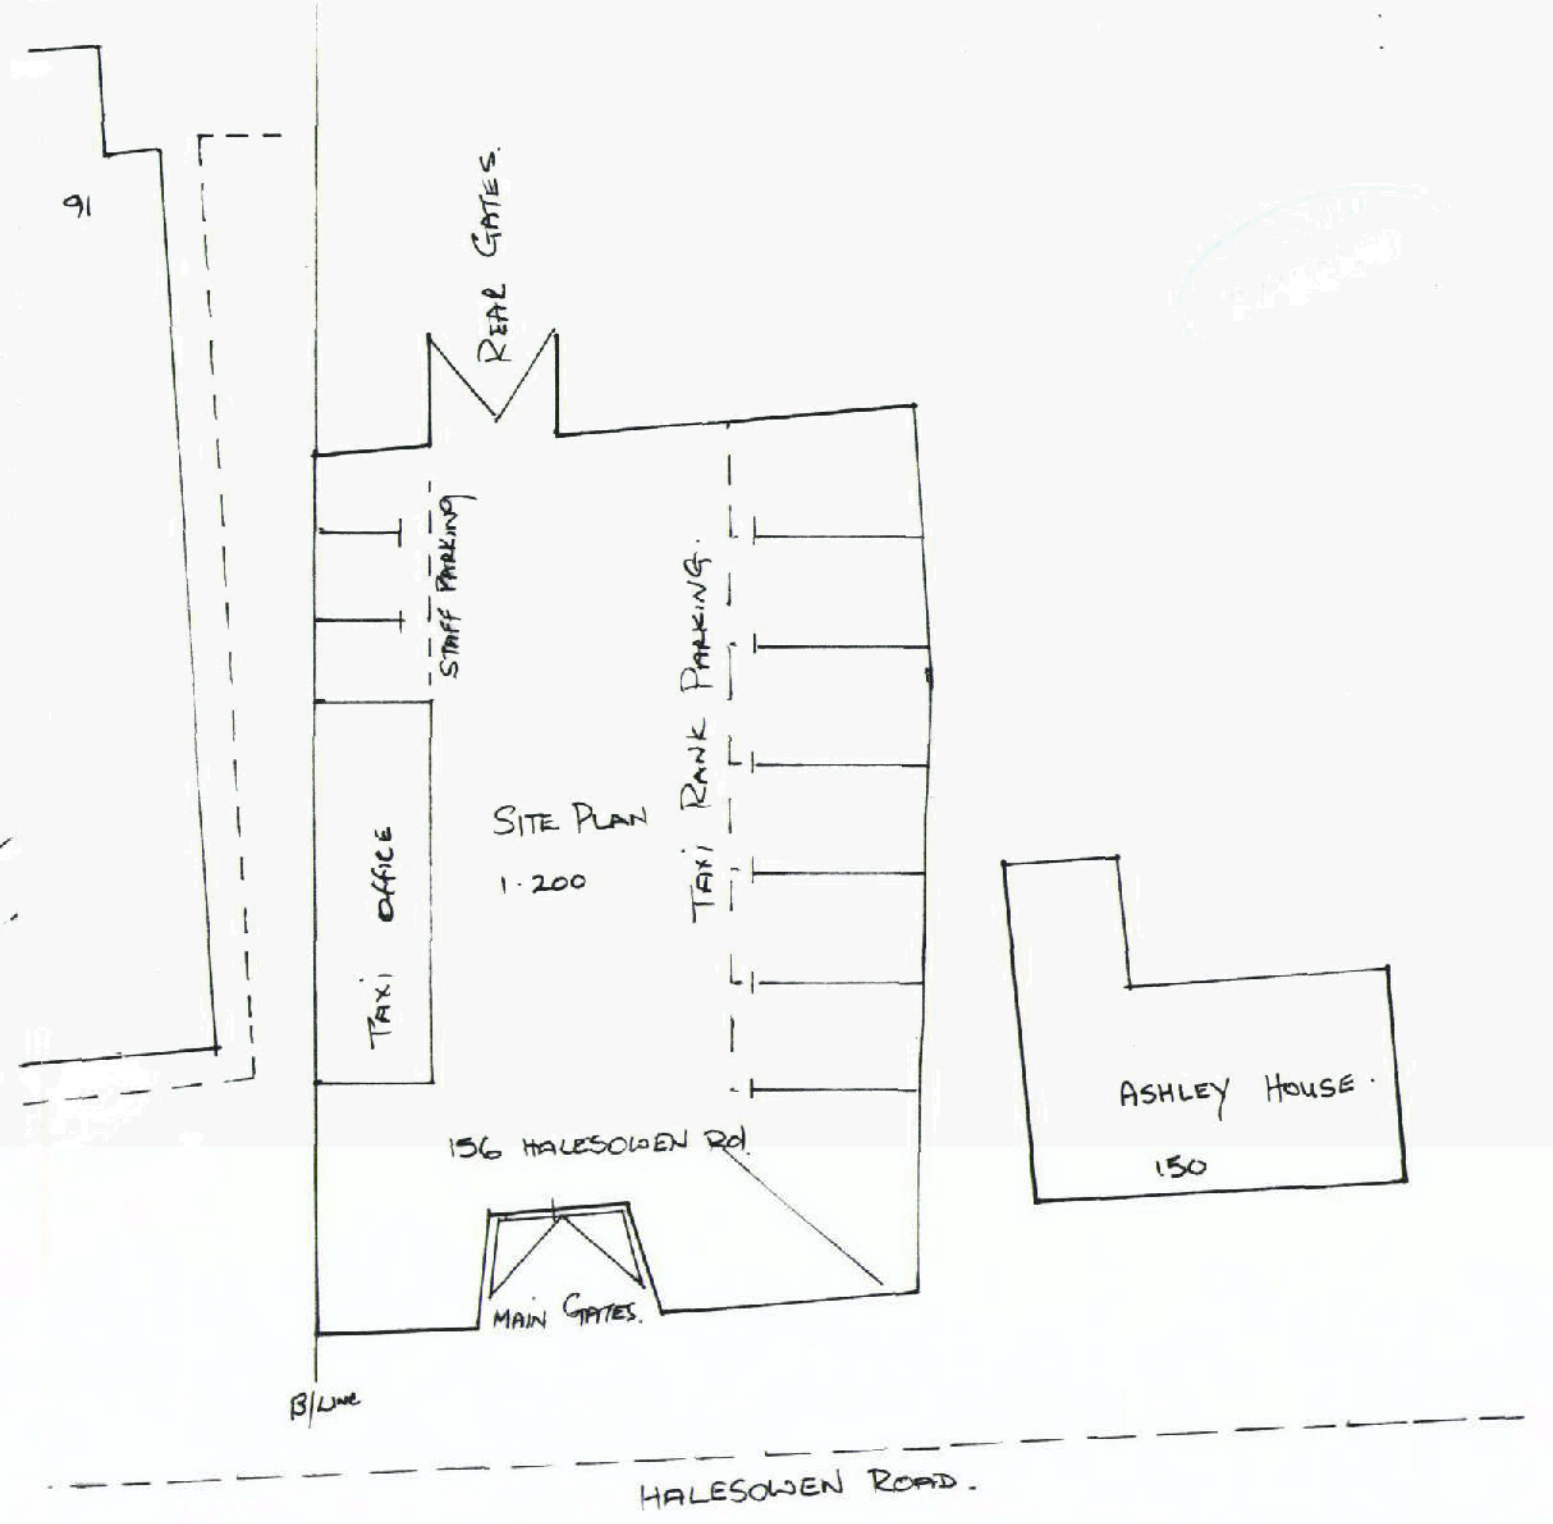 91
REAR GATES.
STAFF PARKING
TAXI RANK PARKING.
SITE PLAN
1.200
TAXI OFFICE
ASHLEY HOUSE.
150
156 HALESOWEN Rd.
MAIN GATES.
B/LINE
HALESOWEN ROAD.